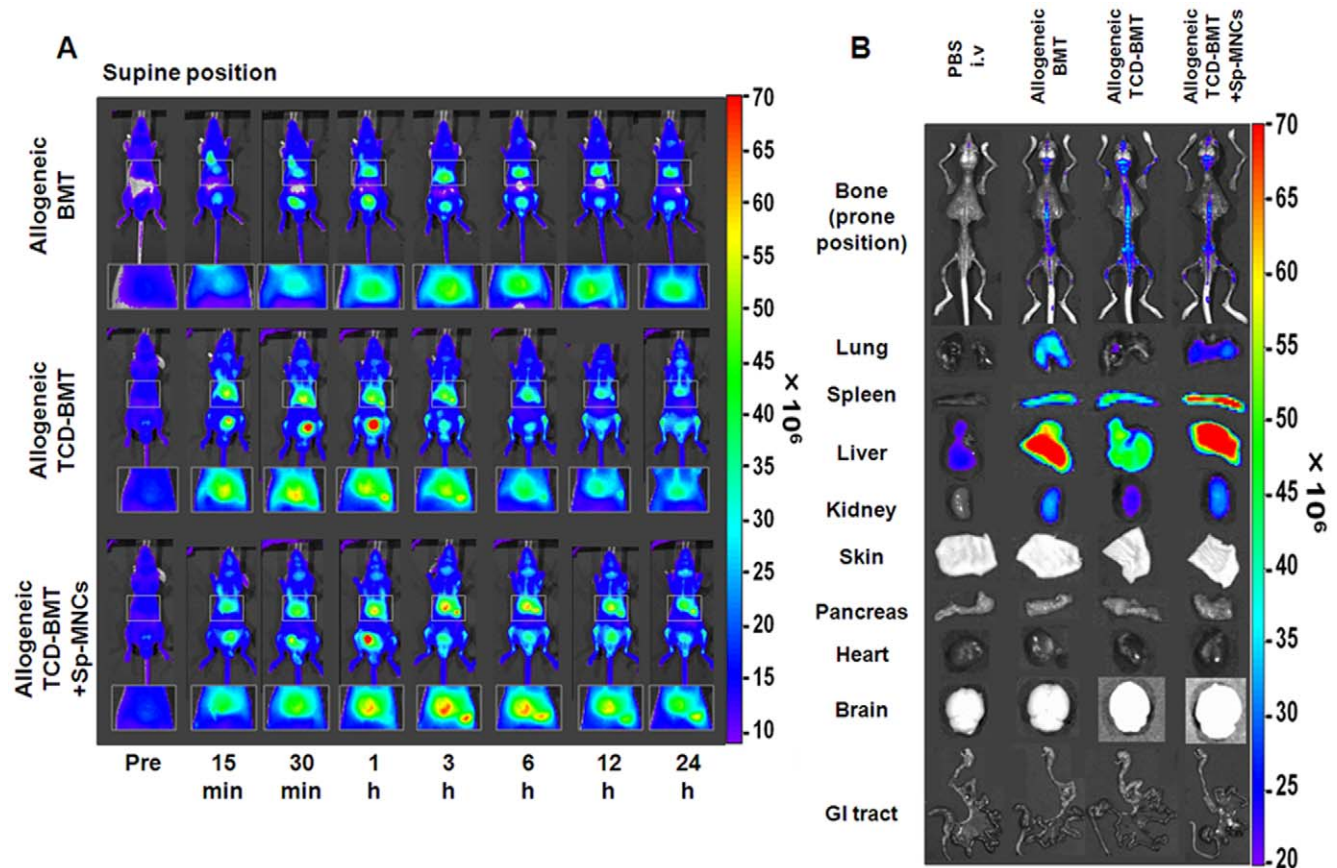 A
Supine position
Allogeneic
BMT
Allogeneic
TCD-BMT
Allogeneic
TCD-BMT
+Sp-MNCs
70
65
60
55
50
45
40
35
30
25
20
15
10
× 10⁶
Pre
15
min
30
min
1
h
3
h
6
h
12
h
24
h
B
PBS
i.v
Allogeneic
BMT
Allogeneic
TCD-BMT
Allogeneic
TCD-BMT
+Sp-MNCs
Bone
(prone
position)
Lung
Spleen
Liver
Kidney
Skin
Pancreas
Heart
Brain
GI tract
70
65
60
55
50
45
40
35
30
25
20
× 10⁶